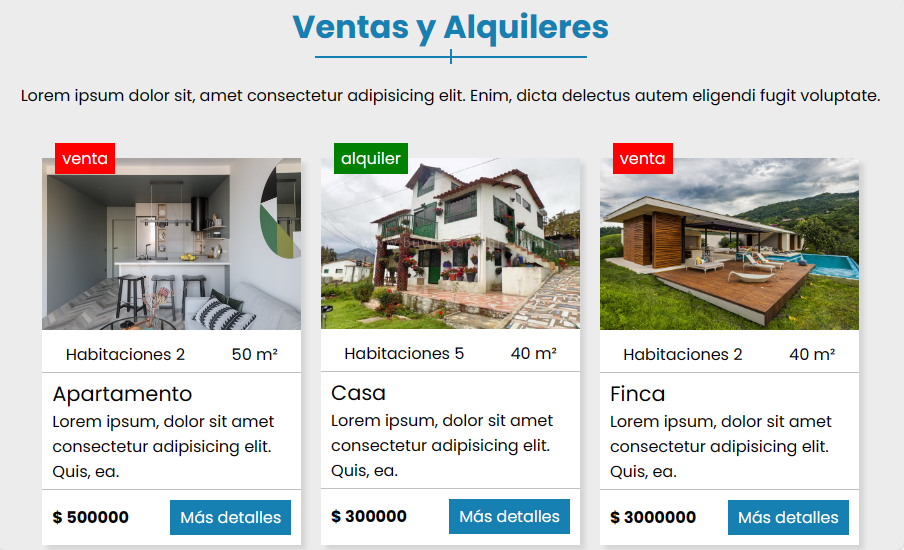 Ventas y Alquileres
Lorem ipsum dolor sit, amet consectetur adipisicing elit. Enim, dicta delectus autem eligendi fugit voluptate.
venta
Habitaciones 2 50 m²
Apartamento
Lorem ipsum, dolor sit amet
consectetur adipisicing elit.
Quis, ea.
$ 500000 Más detalles
alquiler
Habitaciones 5 40 m²
Casa
Lorem ipsum, dolor sit amet
consectetur adipisicing elit.
Quis, ea.
$ 300000 Más detalles
venta
Habitaciones 2 40 m²
Finca
Lorem ipsum, dolor sit amet
consectetur adipisicing elit.
Quis, ea.
$ 3000000 Más detalles